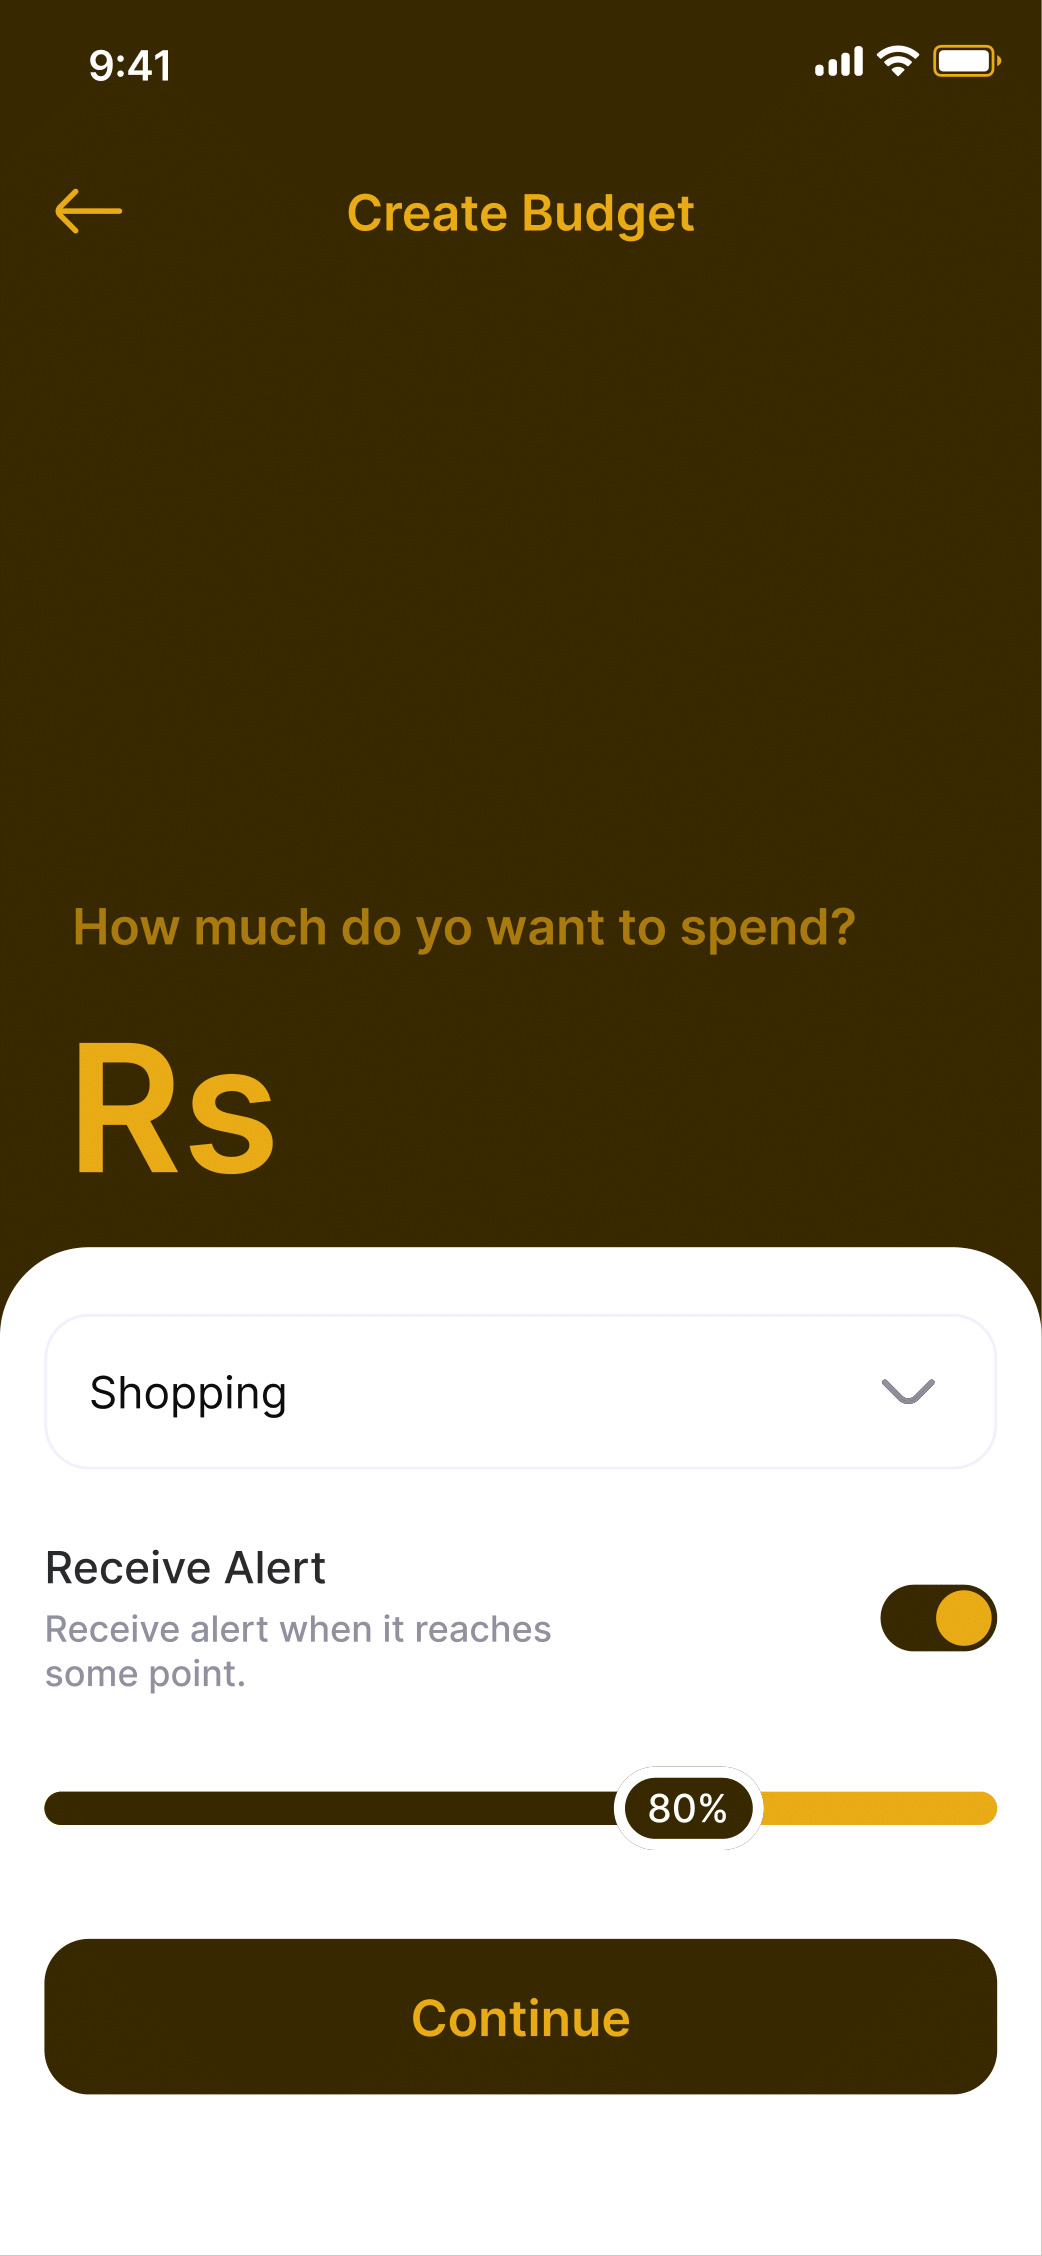 9:41
Create Budget
How much do yo want to spend?
Rs
Shopping
Receive Alert
Receive alert when it reaches
some point.
80%
Continue